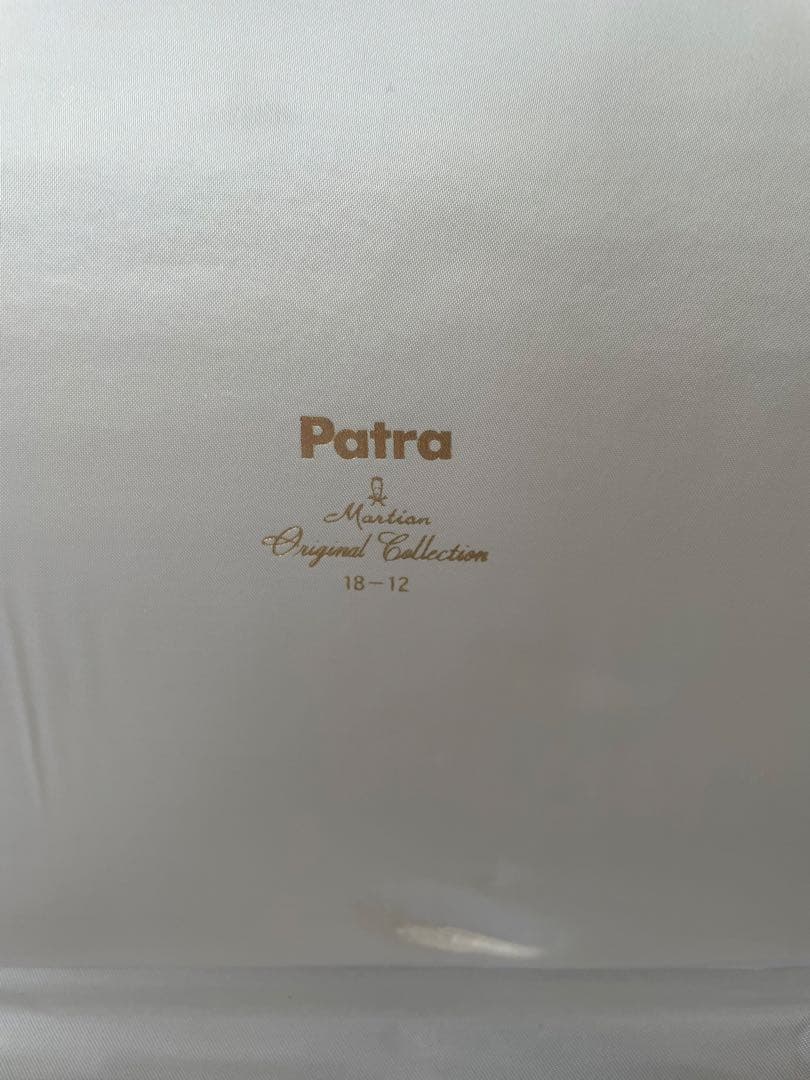 Patra
Martian
Original Collection
18-12